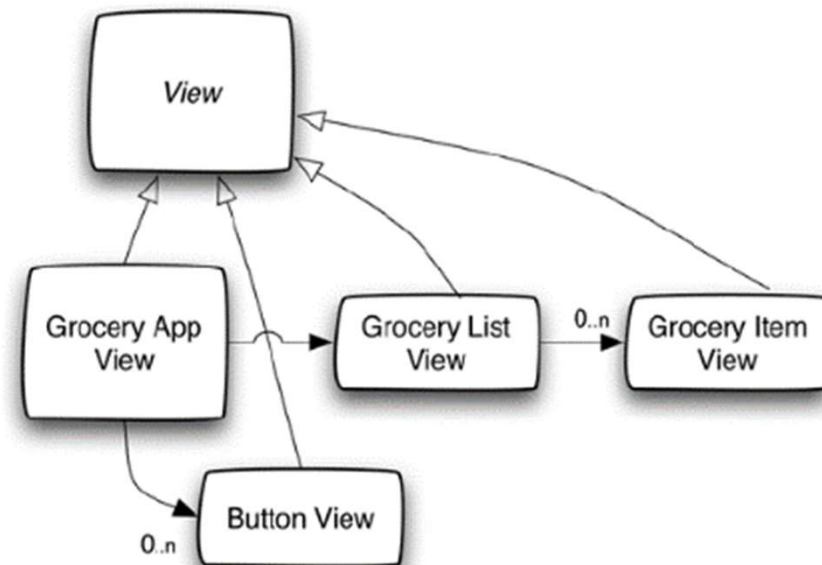 View
Grocery App
View
Grocery List
View
0..n
Grocery Item
View
Button View
0..n